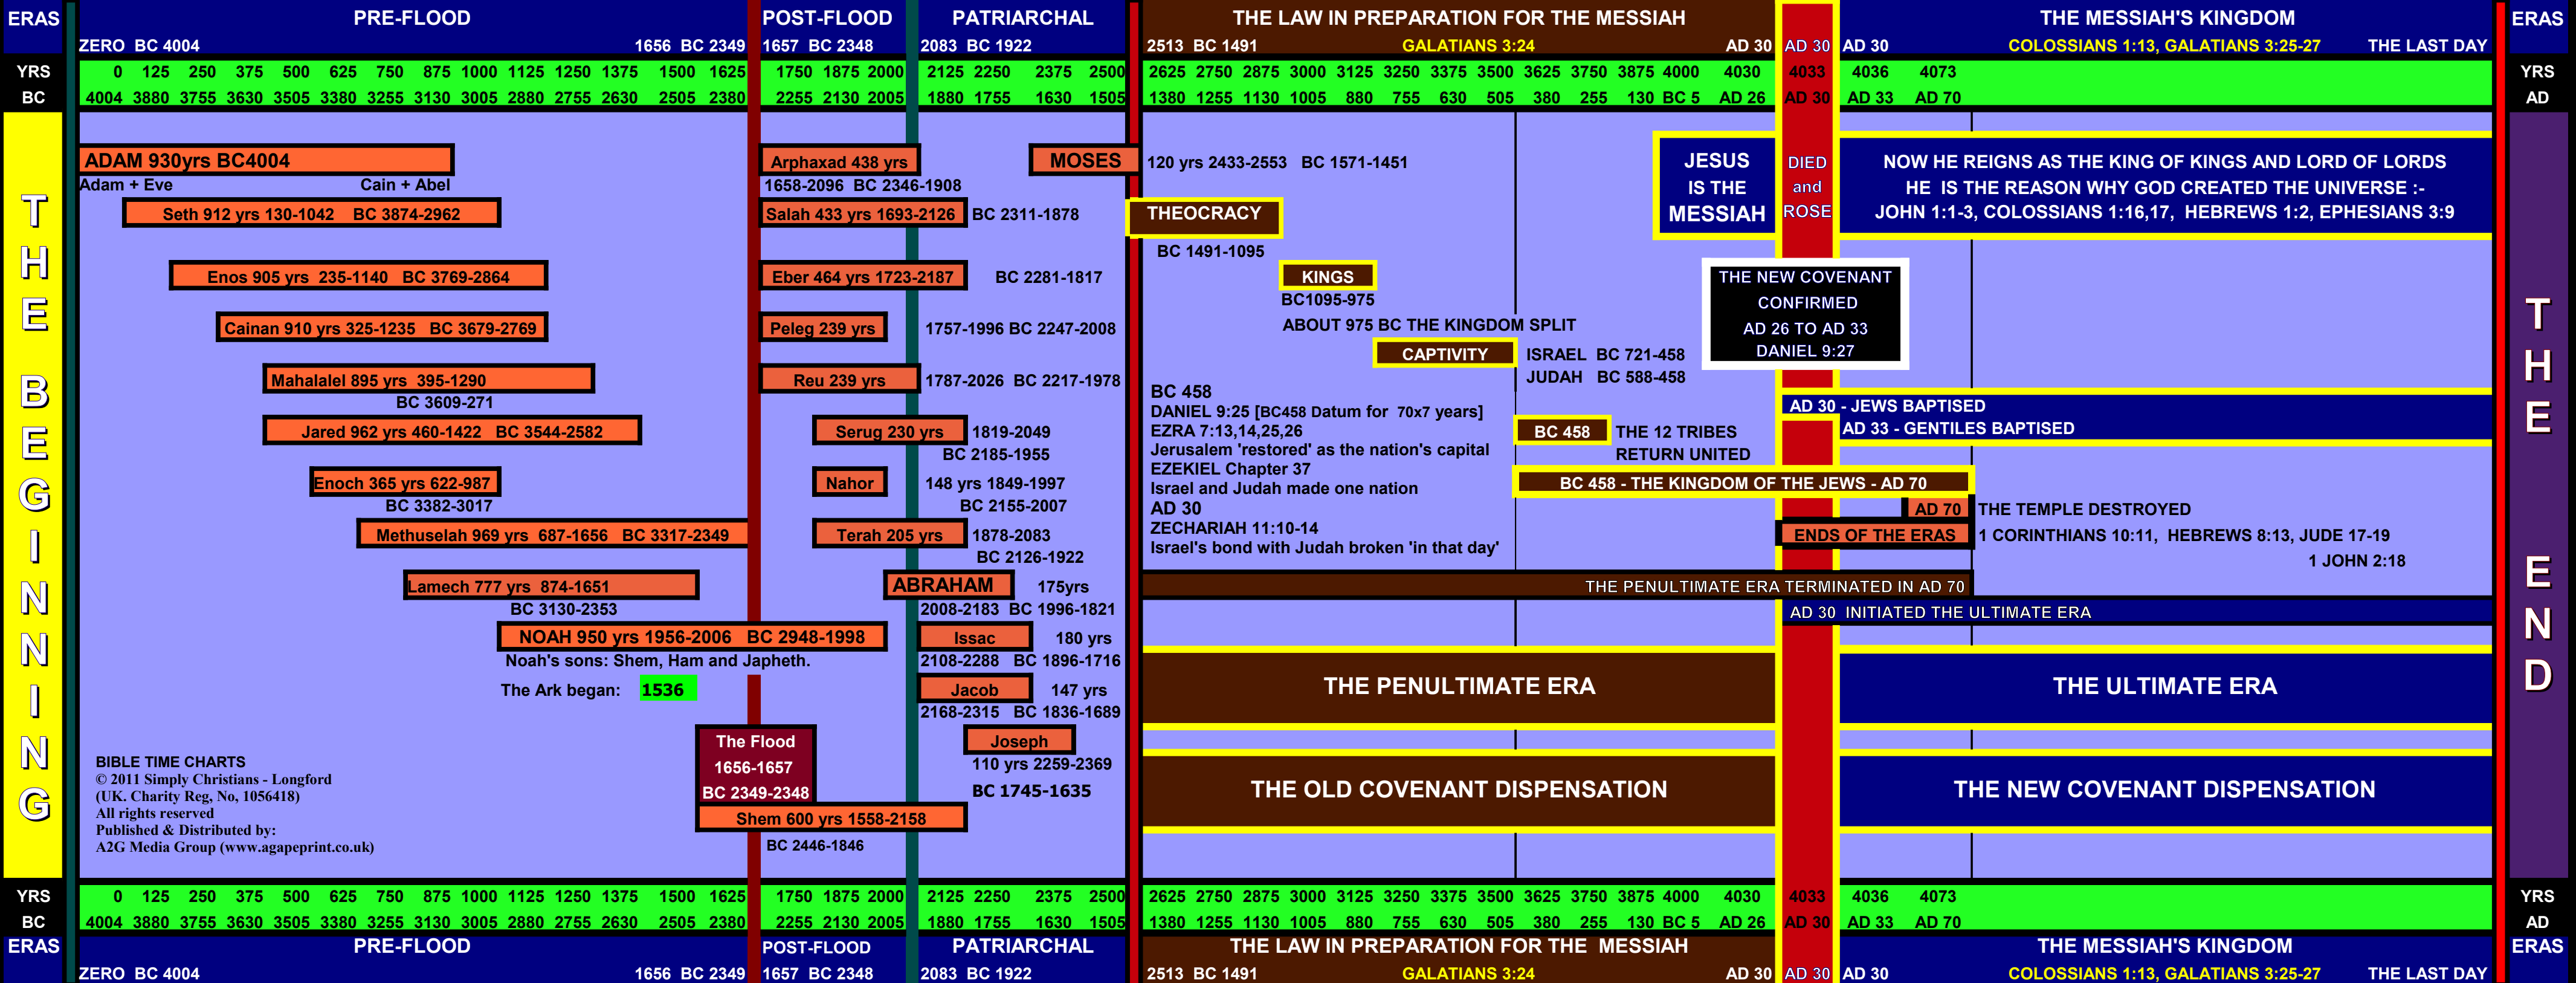 ERAS PRE-FLOOD POST-FLOOD PATRIARCHAL THE LAW IN PREPARATION FOR THE MESSIAH THE MESSIAH'S KINGDOM ERAS
ZERO BC 4004 1656 BC 2349 1657 BC 2348 2083 BC 1922 2513 BC 1491 GALATIANS 3:24 AD 30 AD 30 AD 30 COLOSSIANS 1:13, GALATIANS 3:25-27 THE LAST DAY
YRS 0 125 250 375 500 625 750 875 1000 1125 1250 1375 1500 1625 1750 1875 2000 2125 2250 2375 2500 2625 2750 2875 3000 3125 3250 3375 3500 3625 3750 3875 4000 4030 4033 4036 4073 YRS
BC 4004 3880 3755 3630 3505 3380 3255 3130 3005 2880 2755 2630 2505 2380 2255 2130 2005 1880 1755 1630 1505 1380 1255 1130 1005 880 755 630 505 380 255 130 BC 5 AD 26 AD 30 AD 33 AD 70 AD
THE BEGINNING
ADAM 930yrs BC4004
Adam + Eve Cain + Abel
Seth 912 yrs 130-1042 BC 3874-2962
Enos 905 yrs 235-1140 BC 3769-2864
Cainan 910 yrs 325-1235 BC 3679-2769
Mahalalel 895 yrs 395-1290
BC 3609-271
Jared 962 yrs 460-1422 BC 3544-2582
Enoch 365 yrs 622-987
BC 3382-3017
Methuselah 969 yrs 687-1656 BC 3317-2349
Lamech 777 yrs 874-1651
BC 3130-2353
NOAH 950 yrs 1956-2006 BC 2948-1998
Noah's sons: Shem, Ham and Japheth.
The Ark began: 1536
The Flood
1656-1657
BC 2349-2348
Shem 600 yrs 1558-2158
BC 2446-1846
BIBLE TIME CHARTS
© 2011 Simply Christians - Longford
(UK. Charity Reg, No, 1056418)
All rights reserved
Published & Distributed by:
A2G Media Group (www.agapeprint.co.uk)
Arphaxad 438 yrs
1658-2096 BC 2346-1908
Salah 433 yrs 1693-2126 BC 2311-1878
Eber 464 yrs 1723-2187 BC 2281-1817
Peleg 239 yrs 1757-1996 BC 2247-2008
Reu 239 yrs 1787-2026 BC 2217-1978
Serug 230 yrs 1819-2049
BC 2185-1955
Nahor 148 yrs 1849-1997
BC 2155-2007
Terah 205 yrs 1878-2083
BC 2126-1922
ABRAHAM 175yrs
2008-2183 BC 1996-1821
Issac 180 yrs
2108-2288 BC 1896-1716
Jacob 147 yrs
2168-2315 BC 1836-1689
Joseph
110 yrs 2259-2369
BC 1745-1635
MOSES 120 yrs 2433-2553 BC 1571-1451
THEOCRACY
BC 1491-1095
KINGS
BC1095-975
ABOUT 975 BC THE KINGDOM SPLIT
CAPTIVITY ISRAEL BC 721-458
JUDAH BC 588-458
BC 458
DANIEL 9:25 [BC458 Datum for 70x7 years]
EZRA 7:13,14,25,26
Jerusalem 'restored' as the nation's capital
EZEKIEL Chapter 37
Israel and Judah made one nation
AD 30
ZECHARIAH 11:10-14
Israel's bond with Judah broken 'in that day'
BC 458 THE 12 TRIBES
RETURN UNITED
BC 458 - THE KINGDOM OF THE JEWS - AD 70
AD 70 THE TEMPLE DESTROYED
ENDS OF THE ERAS 1 CORINTHIANS 10:11, HEBREWS 8:13, JUDE 17-19
1 JOHN 2:18
THE PENULTIMATE ERA TERMINATED IN AD 70
AD 30 INITIATED THE ULTIMATE ERA
JESUS
IS THE
MESSIAH
DIED
and
ROSE
NOW HE REIGNS AS THE KING OF KINGS AND LORD OF LORDS
HE IS THE REASON WHY GOD CREATED THE UNIVERSE :-
JOHN 1:1-3, COLOSSIANS 1:16,17, HEBREWS 1:2, EPHESIANS 3:9
THE NEW COVENANT
CONFIRMED
AD 26 TO AD 33
DANIEL 9:27
AD 30 - JEWS BAPTISED
AD 33 - GENTILES BAPTISED
THE PENULTIMATE ERA THE ULTIMATE ERA
THE OLD COVENANT DISPENSATION THE NEW COVENANT DISPENSATION
THE END
YRS 0 125 250 375 500 625 750 875 1000 1125 1250 1375 1500 1625 1750 1875 2000 2125 2250 2375 2500 2625 2750 2875 3000 3125 3250 3375 3500 3625 3750 3875 4000 4030 4033 4036 4073 YRS
BC 4004 3880 3755 3630 3505 3380 3255 3130 3005 2880 2755 2630 2505 2380 2255 2130 2005 1880 1755 1630 1505 1380 1255 1130 1005 880 755 630 505 380 255 130 BC 5 AD 26 AD 30 AD 33 AD 70 AD
ERAS PRE-FLOOD POST-FLOOD PATRIARCHAL THE LAW IN PREPARATION FOR THE MESSIAH THE MESSIAH'S KINGDOM ERAS
ZERO BC 4004 1656 BC 2349 1657 BC 2348 2083 BC 1922 2513 BC 1491 GALATIANS 3:24 AD 30 AD 30 AD 30 COLOSSIANS 1:13, GALATIANS 3:25-27 THE LAST DAY